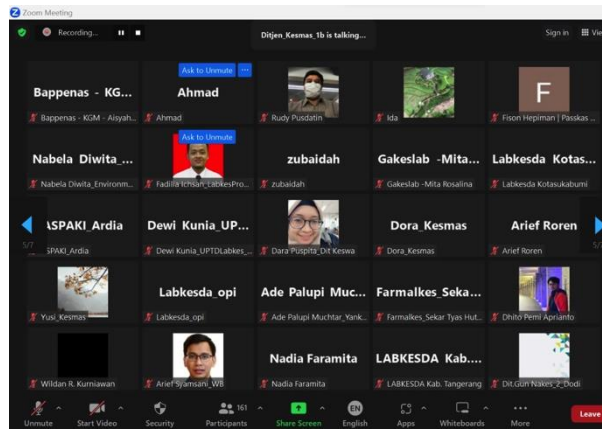 Zoom Meeting
Recording...
Ditjen_Kesmas_1b is talking...
Sign in
Vie
Ask to Unmute
Bappenas - KG...
Ahmad
F
Bappenas - KGM - Aisyah...
Ahmad
Rudy Pusdatin
Ida
Fison Hepiman | Passkas ...
Ask to Unmute
Nabela Diwita_...
zubaidah
Gakeslab -Mita...
Labkesda Kotas...
Nabela Diwita_Environm...
Fadilla Ichsan_LabkesPro...
zubaidah
Gakeslab -Mita Rosalina
Labkesda Kotasukabumi
ASPAKI_Ardia
Dewi Kunia_UP...
Dora_Kesmas
Arief Roren
5/7
SPAKI_Ardia
Dewi Kunia_UPTDLabkes_...
Dara Puspita_Dit Keswa
Dora_Kesmas
Arief Roren
Labkesda_opi
Ade Palupi Muc...
Farmalkes_Seka...
Yusi_Kesmas
Labkesda_opi
Ade Palupi Muchtar_Yank...
Farmalkes_Sekar Tyas Hut...
Dhito Pemi Aprianto
Nadia Faramita
LABKESDA Kab....
Wildan R. Kurniawan
Arief Sjamsani_WB
Nadia Faramita
LABKESDA Kab. Tangerang
Dit.Gun Nakes_2_Dodi
161
EN
Unmute
Start Video
Security
Participants
Share Screen
English
Apps
Whiteboards
More
Leave